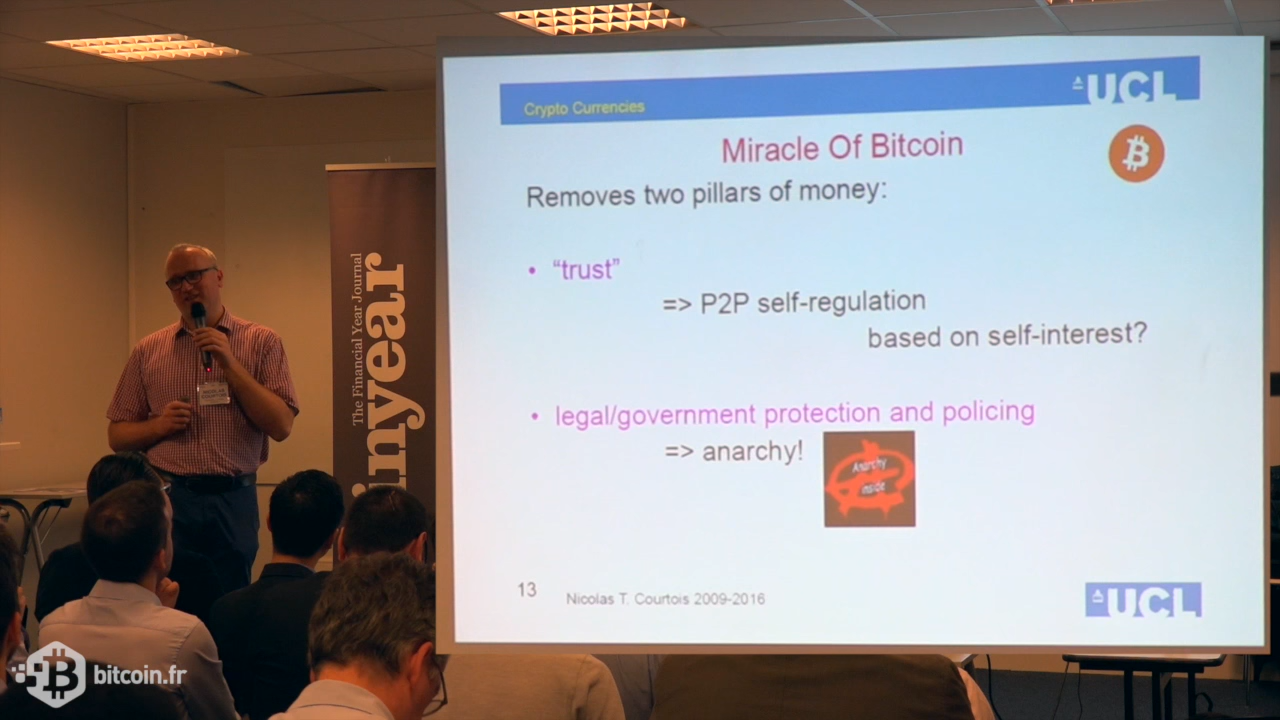 Crypto Currencies
UCL
Miracle Of Bitcoin
Removes two pillars of money:
• “trust”
=> P2P self-regulation
based on self-interest?
• legal/government protection and policing
=> anarchy!
Anarchy
inside
13
Nicolas T. Courtois 2009-2016
UCL
The Financial Year Journal
inyear
bitcoin.fr